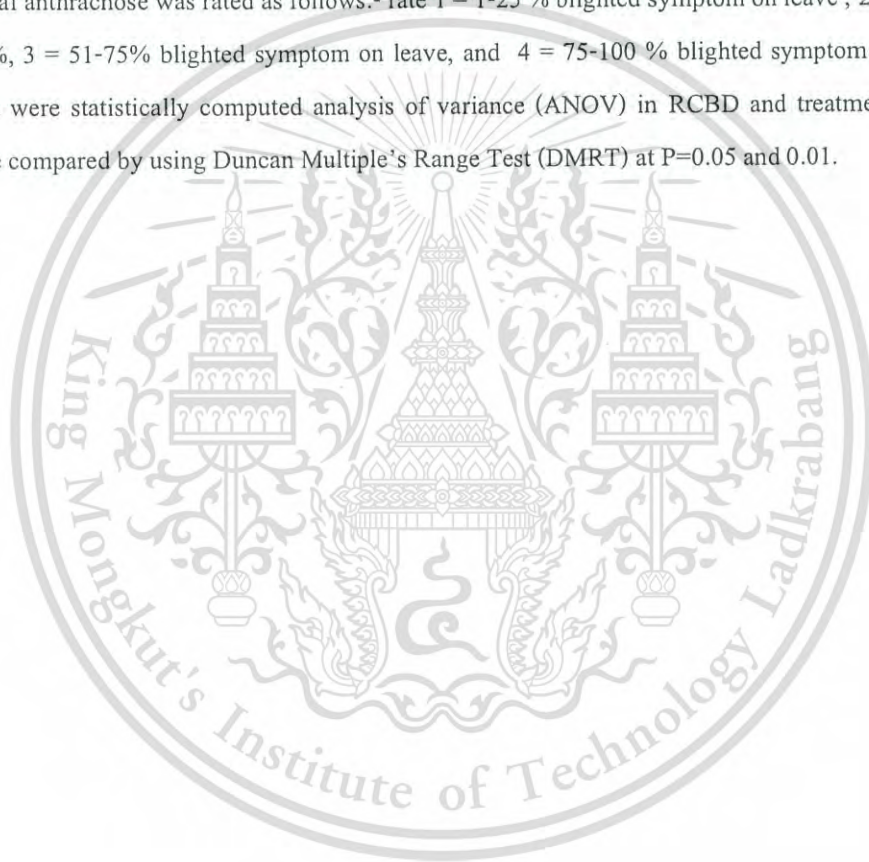 al anthrachose was rated as follows:- rate 1 = 1-25 % blighted symptom on leave , 2
%, 3 = 51-75% blighted symptom on leave, and 4 = 75-100 % blighted symptom
were statistically computed analysis of variance (ANOV) in RCBD and treatme
compared by using Duncan Multiple's Range Test (DMRT) at P=0.05 and 0.01.
King Mongkut's Institute of Technology Ladkrabang